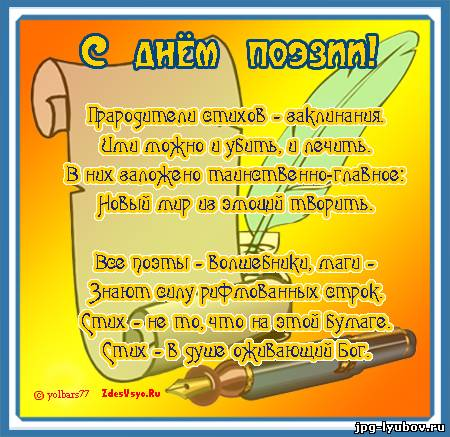 С днём поэзии!
Прародители стихов - заклинания.
Ими можно и убить, и лечить.
В них заложено таинственно-главное:
Новый мир из эмоций творить.
Все поэты - волшебники, маги -
Знают силу рифмованных строк.
Стих - не то, что на этой бумаге.
Стих - в душе оживающий Бог.
© yolbars77 ZdesVsyo.Ru
jpg-lyubov.ru